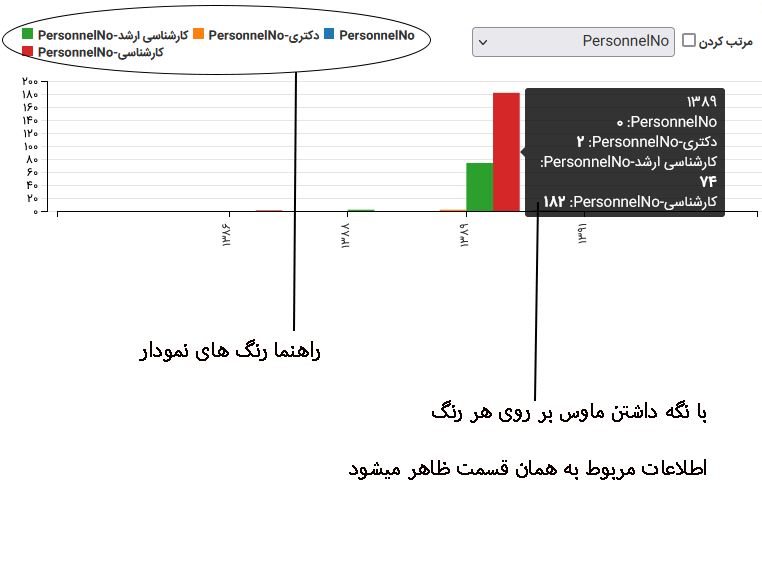 PersonnelNo دکتری-PersonnelNo کارشناسی ارشد-PersonnelNo
کارشناسی-PersonnelNo
مرتب کردن
PersonnelNo
۲۰۰
۱۸۰
۱۶۰
۱۴۰
۱۲۰
۱۰۰
۸۰
۶۰
۴۰
۲۰
۰
۱۳۸۹
PersonnelNo: ۰
دکتری-PersonnelNo: ۲
کارشناسی ارشد-PersonnelNo:
۷۴
کارشناسی-PersonnelNo: ۱۸۲
۱۳۸۶
۱۳۸۸
۱۳۸۹
۱۳۹۱
راهنما رنگ های نمودار
با نگه داشتن ماوس بر روی هر رنگ
اطلاعات مربوط به همان قسمت ظاهر میشود